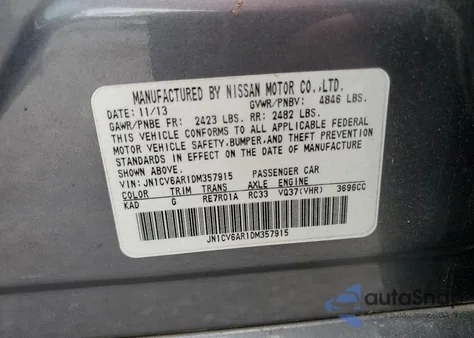 MANUFACTURED BY NISSAN MOTOR CO.,LTD.
DATE: 11/13 GVWR/PNBV: 4846 LBS.
GAWR/PNBE FR: 2423 LBS. RR: 2482 LBS.
THIS VEHICLE CONFORMS TO ALL APPLICABLE FEDERAL
MOTOR VEHICLE SAFETY,BUMPER,AND THEFT PREVENTION
STANDARDS IN EFFECT ON THE DATE OF MANUFACTURE
SHOWN ABOVE.
VIN: JN1CV6AR1DM357915 PASSENGER CAR
COLOR TRIM TRANS AXLE ENGINE
KAD G RE7R01A RC33 VQ37(VHR) 3696CC
JN1CV6AR1DM357915
autoSnap